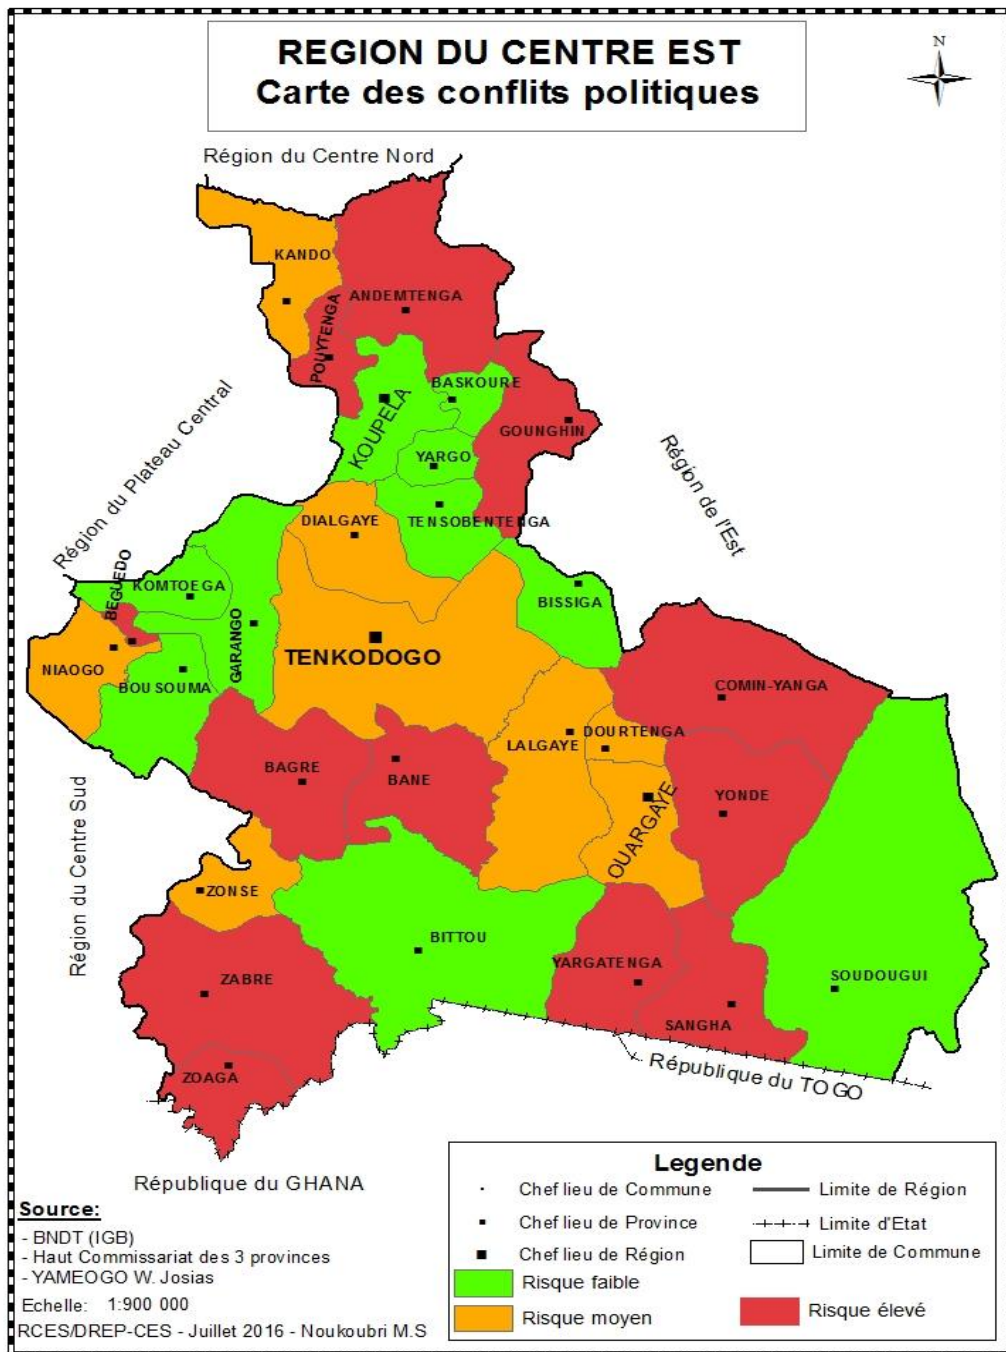 REGION DU CENTRE EST
Carte des conflits politiques
N
Région du Centre Nord
KANDO
ANDEMTENGA
POUYTENGA
BASKOURE
KOUPELA
GOUNGHIN
YARGO
Région du Plateau Central
Région de l'Est
DIALGAYE
TENSOBENTENGA
BEGUEDO
KOMTOEGA
BISSIGA
GARANGO
NIAOGO
TENKODOGO
BOUSOUMA
COMIN-YANGA
LALGAYE
DOURTENGA
BAGRE
BANE
YONDE
OUARGAYE
Région du Centre Sud
ZONSE
BITTOU
YARGATENGA
SOUDOUGUI
ZABRE
SANGHA
ZOAGA
République du TOGO
République du GHANA
Legende
Chef lieu de Commune
Limite de Région
Chef lieu de Province
Limite d'Etat
Chef lieu de Région
Limite de Commune
Risque faible
Risque moyen
Risque élevé
Source:
- BNDT (IGB)
- Haut Commissariat des 3 provinces
- YAMEOGO W. Josias
Echelle: 1:900 000
RCES/DREP-CES - Juillet 2016 - Noukoubri M.S